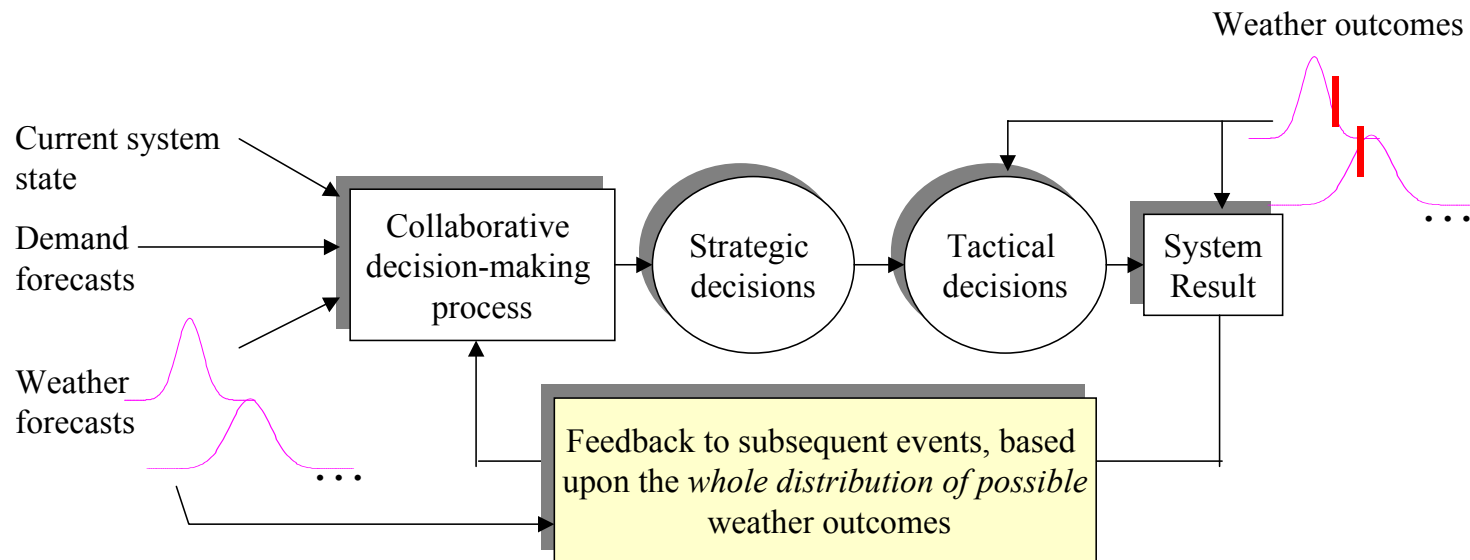 Weather outcomes
Current system
state
Demand
forecasts
Weather
forecasts
...
Collaborative
decision-making
process
Strategic
decisions
Tactical
decisions
System
Result
...
Feedback to subsequent events, based
upon the whole distribution of possible
weather outcomes